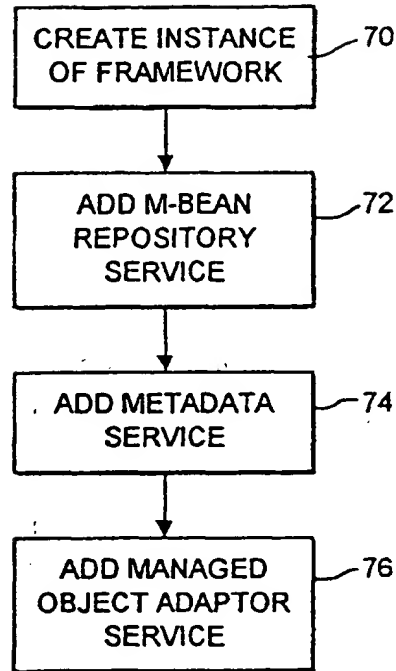 CREATE INSTANCE
OF FRAMEWORK
70
ADD M-BEAN
REPOSITORY
SERVICE
72
ADD METADATA
SERVICE
74
ADD MANAGED
OBJECT ADAPTOR
SERVICE
76